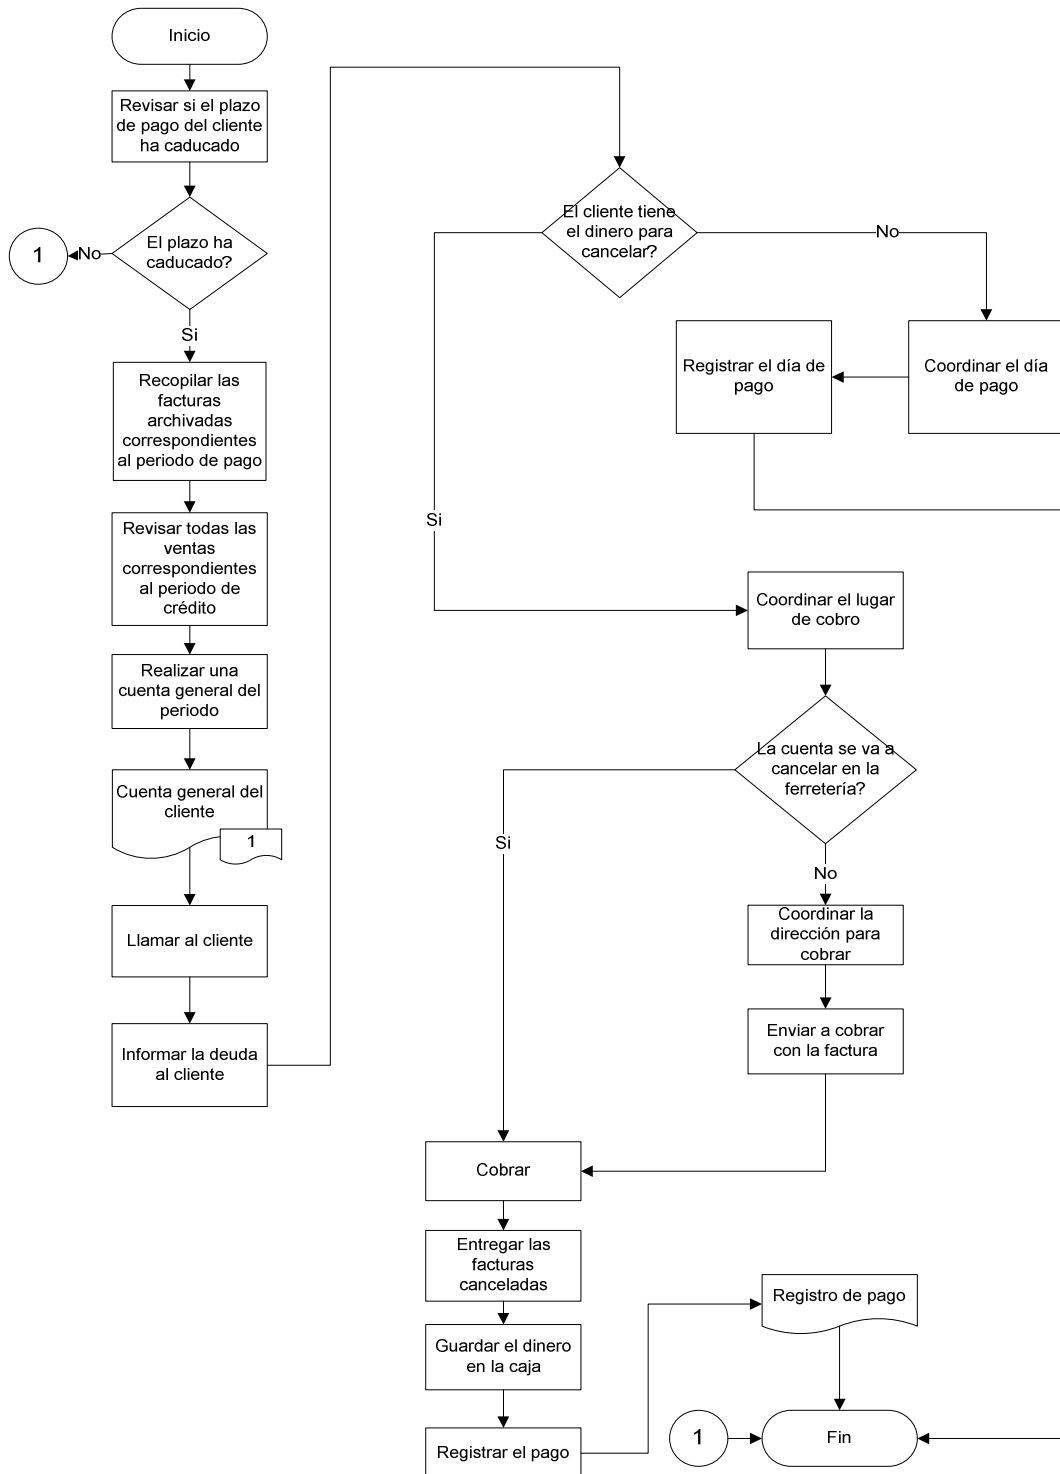 Inicio
Revisar si el plazo
de pago del cliente
ha caducado
El plazo ha
caducado?
No
1
Si
Recopilar las
facturas
archivadas
correspondientes
al periodo de pago
Revisar todas las
ventas
correspondientes
al periodo de
crédito
Realizar una
cuenta general del
periodo
Cuenta general del
cliente
1
Llamar al cliente
Informar la deuda
al cliente
El cliente tiene
el dinero para
cancelar?
No
Coordinar el día
de pago
Registrar el día de
pago
Si
Coordinar el lugar
de cobro
La cuenta se va a
cancelar en la
ferretería?
Si
No
Coordinar la
dirección para
cobrar
Enviar a cobrar
con la factura
Cobrar
Entregar las
facturas
canceladas
Guardar el dinero
en la caja
Registrar el pago
Registro de pago
1
Fin